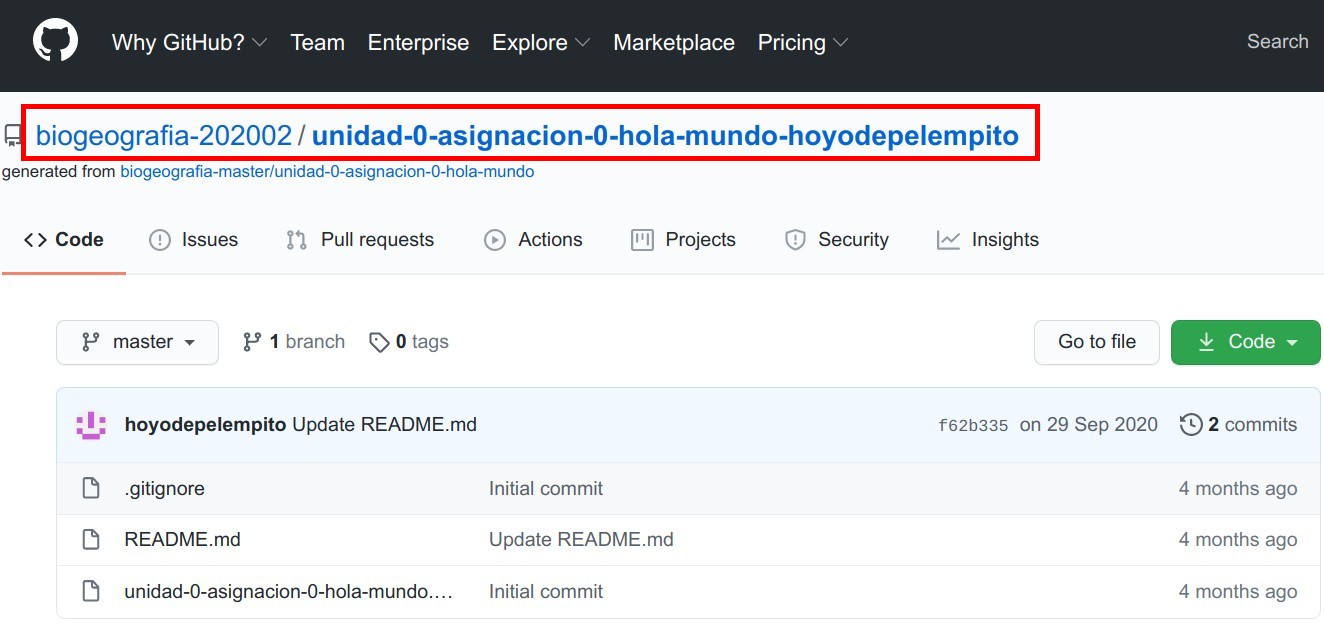 Why GitHub? Team Enterprise Explore Marketplace Pricing Search
biogeografia-202002 / unidad-0-asignacion-0-hola-mundo-hoyodepelempito
generated from biogeografia-master/unidad-0-asignacion-0-hola-mundo
Code Issues Pull requests Actions Projects Security Insights
master 1 branch 0 tags Go to file Code
hoyodepelempito Update README.md f62b335 on 29 Sep 2020 2 commits
.gitignore Initial commit 4 months ago
README.md Update README.md 4 months ago
unidad-0-asignacion-0-hola-mundo.… Initial commit 4 months ago